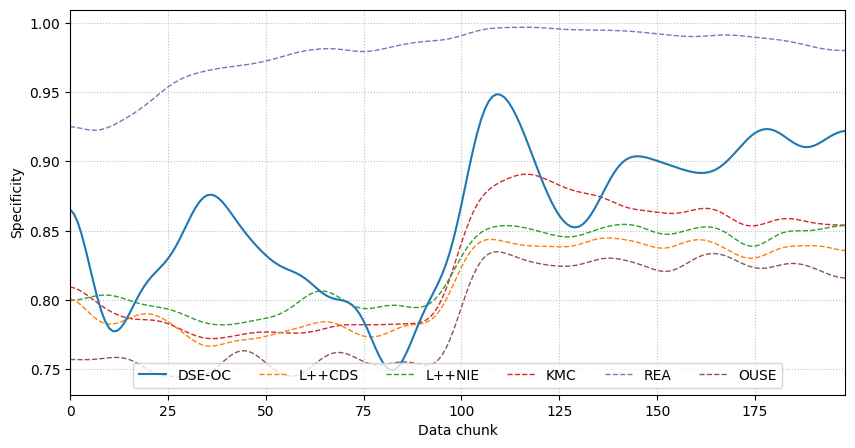 1.00
0.95
0.90
0.85
0.80
0.75
Specificity
DSE-OC L++CDS L++NIE KMC REA OUSE
0 25 50 75 100 125 150 175
Data chunk